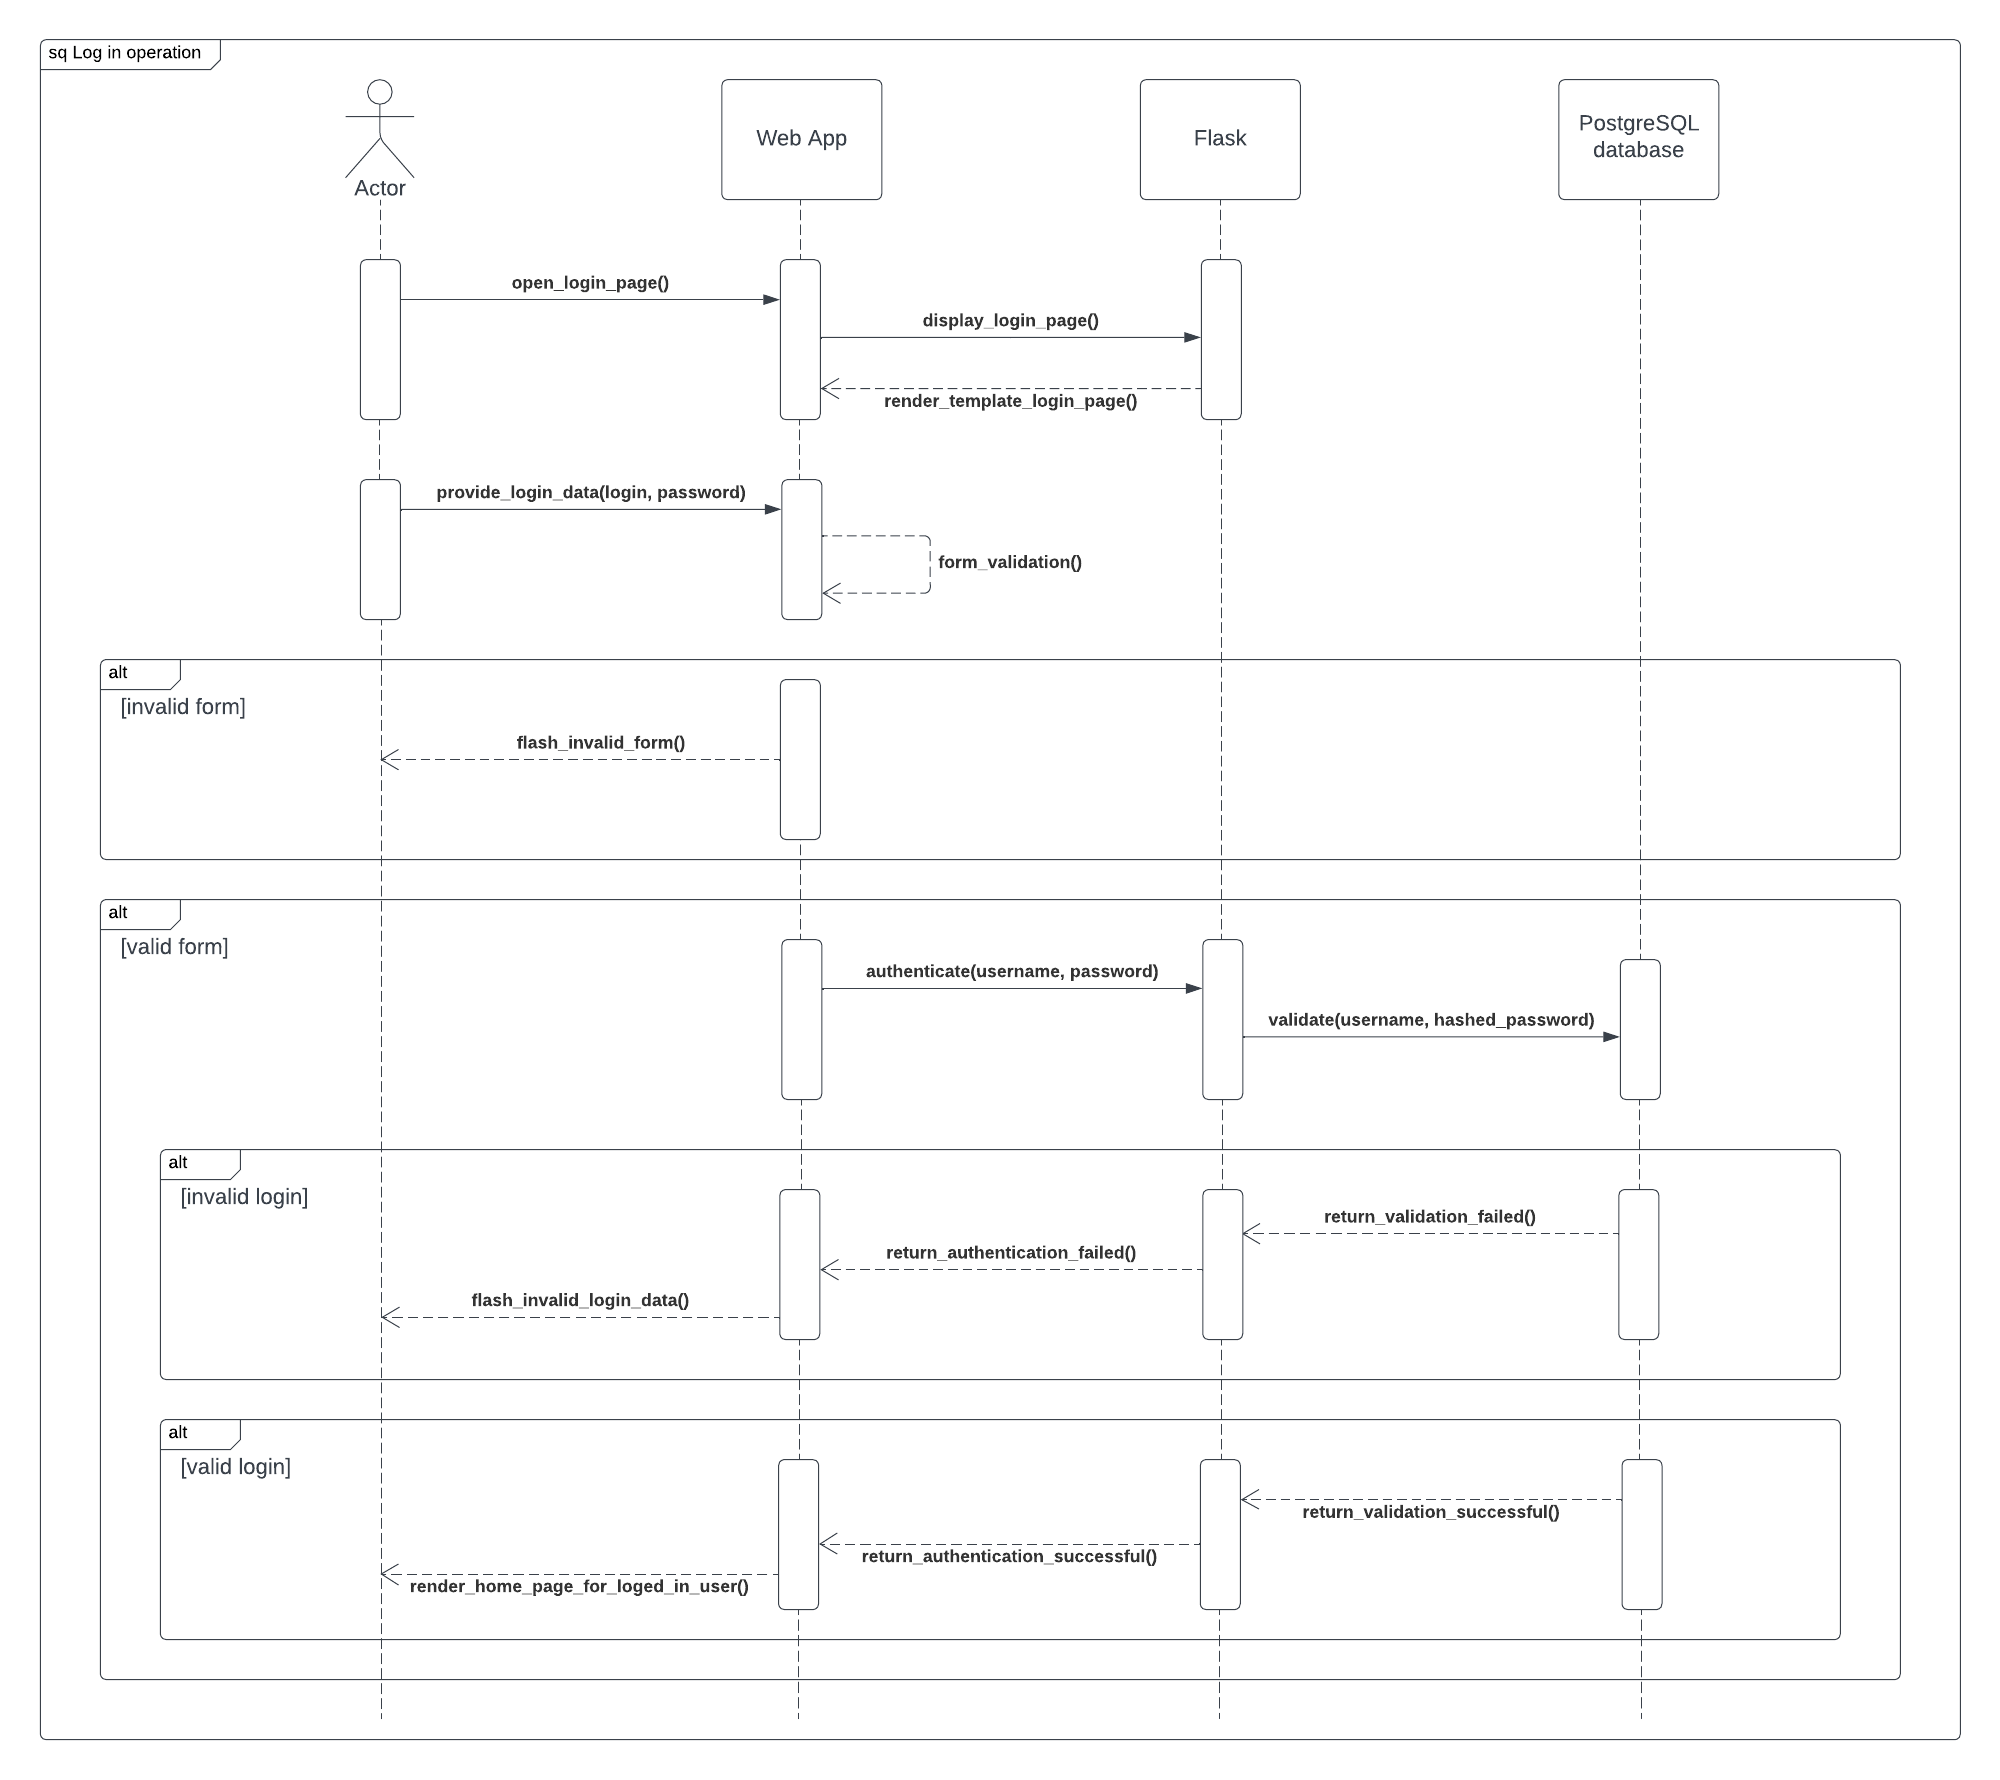 sq Log in operation
Actor
Web App
Flask
PostgreSQL
database
open_login_page()
display_login_page()
render_template_login_page()
provide_login_data(login, password)
form_validation()
alt
[invalid form]
flash_invalid_form()
alt
[valid form]
authenticate(username, password)
validate(username, hashed_password)
alt
[invalid login]
return_validation_failed()
return_authentication_failed()
flash_invalid_login_data()
alt
[valid login]
return_validation_successful()
return_authentication_successful()
render_home_page_for_loged_in_user()